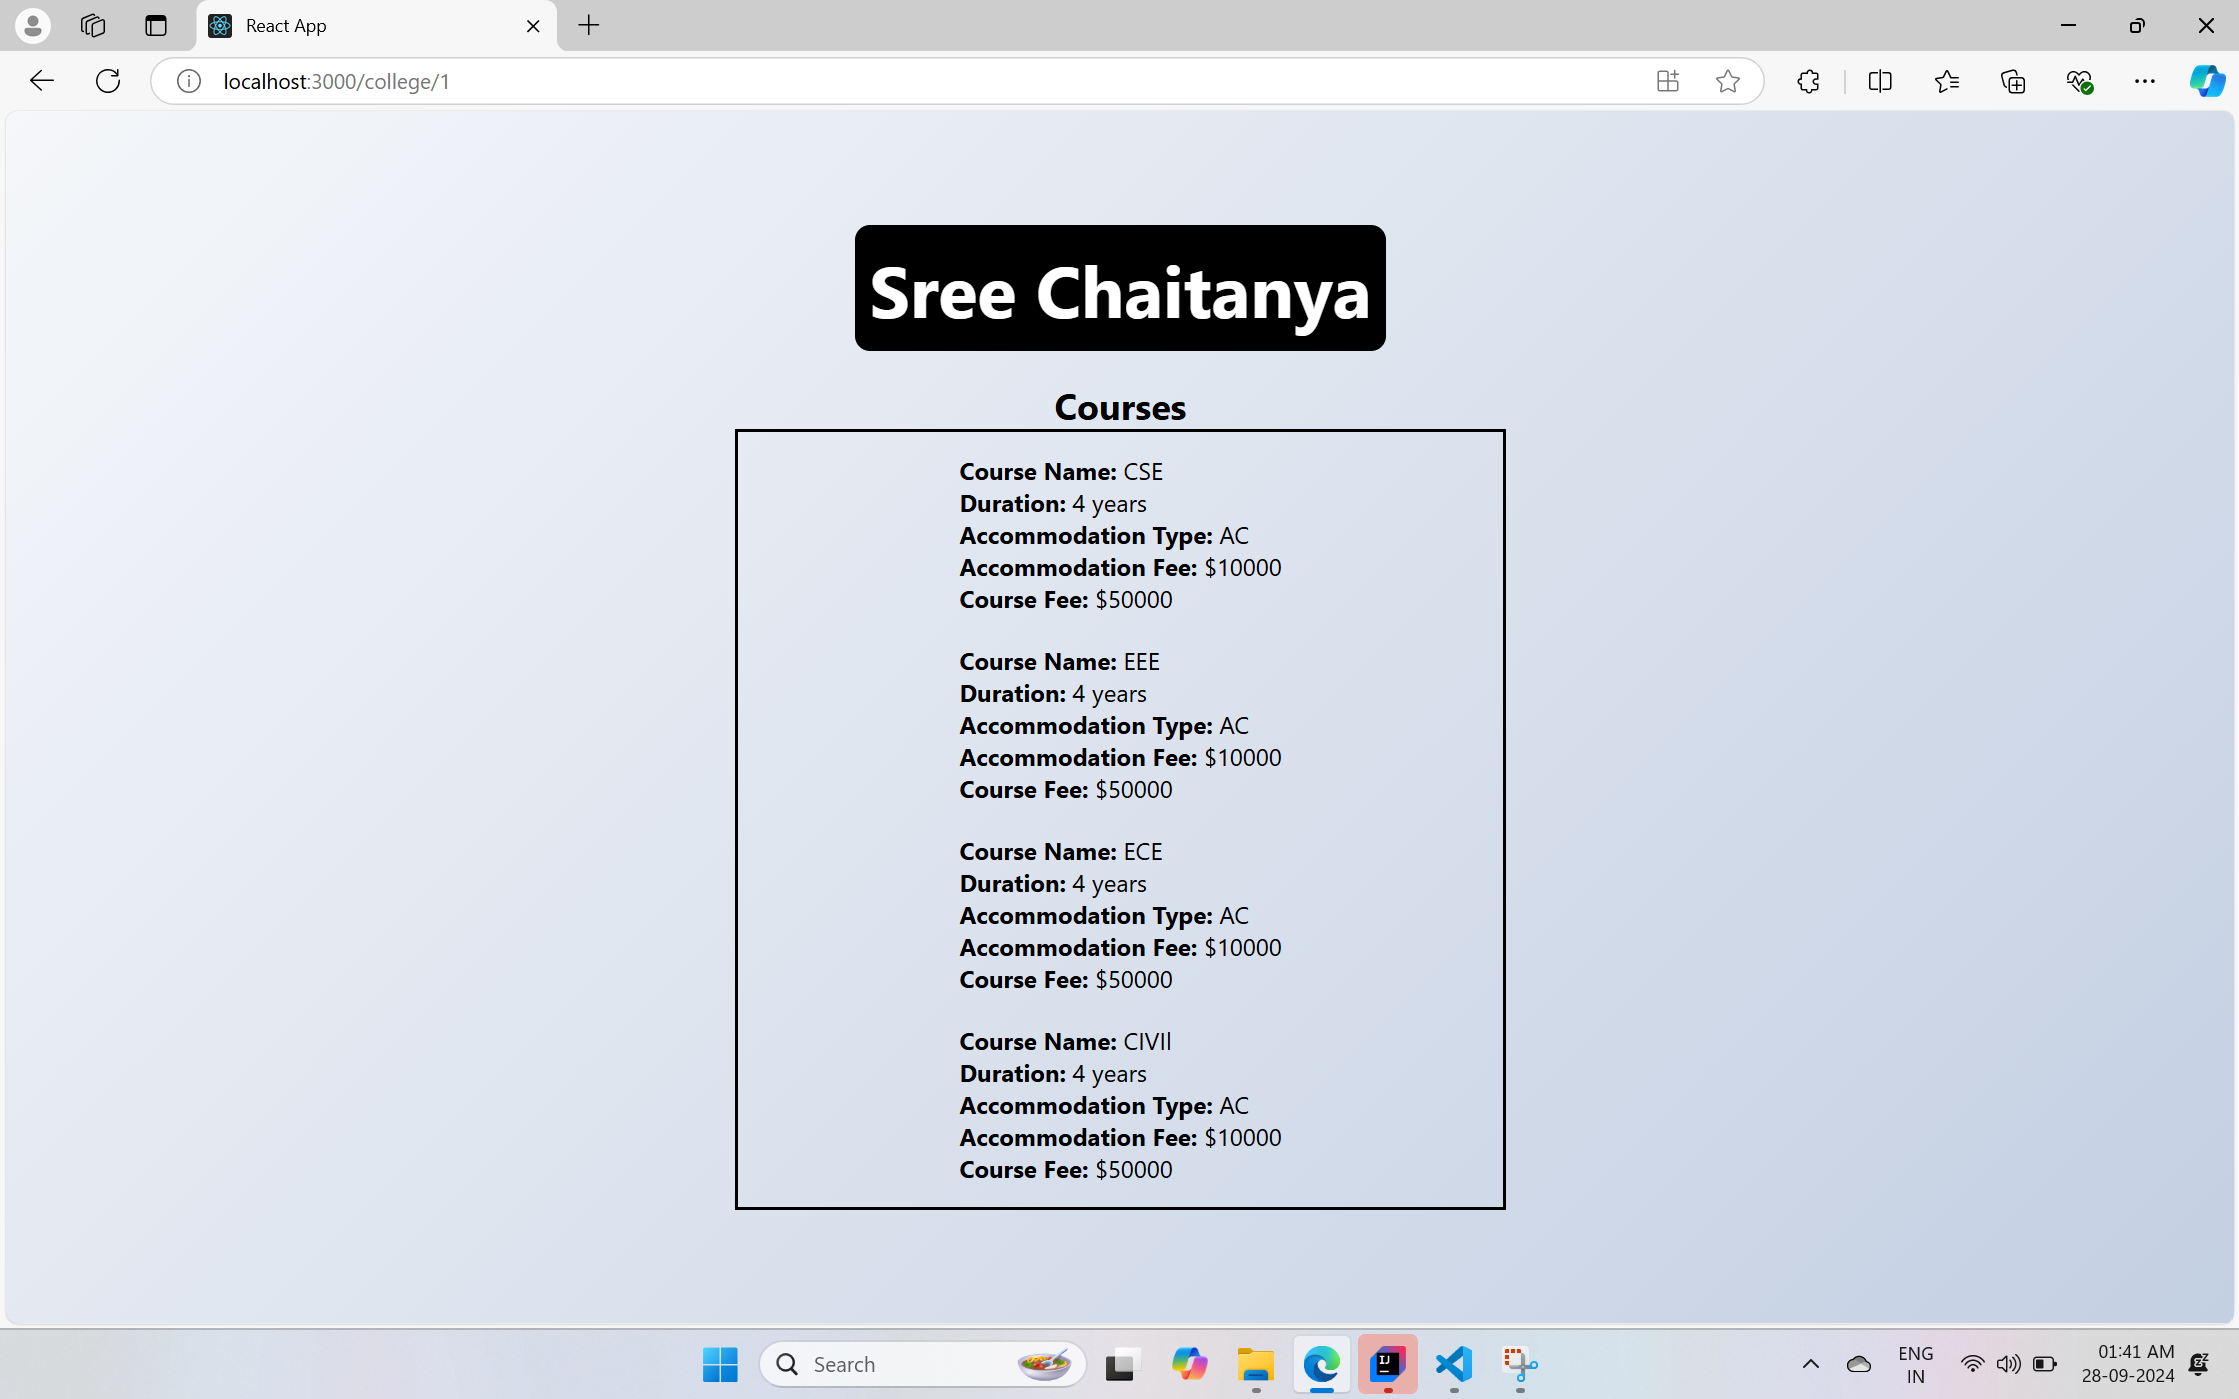 React App
localhost:3000/college/1
Sree Chaitanya
Courses
Course Name: CSE
Duration: 4 years
Accommodation Type: AC
Accommodation Fee: $10000
Course Fee: $50000
Course Name: EEE
Duration: 4 years
Accommodation Type: AC
Accommodation Fee: $10000
Course Fee: $50000
Course Name: ECE
Duration: 4 years
Accommodation Type: AC
Accommodation Fee: $10000
Course Fee: $50000
Course Name: CIVIl
Duration: 4 years
Accommodation Type: AC
Accommodation Fee: $10000
Course Fee: $50000
Search
IJ
ENG
IN
01:41 AM
28-09-2024